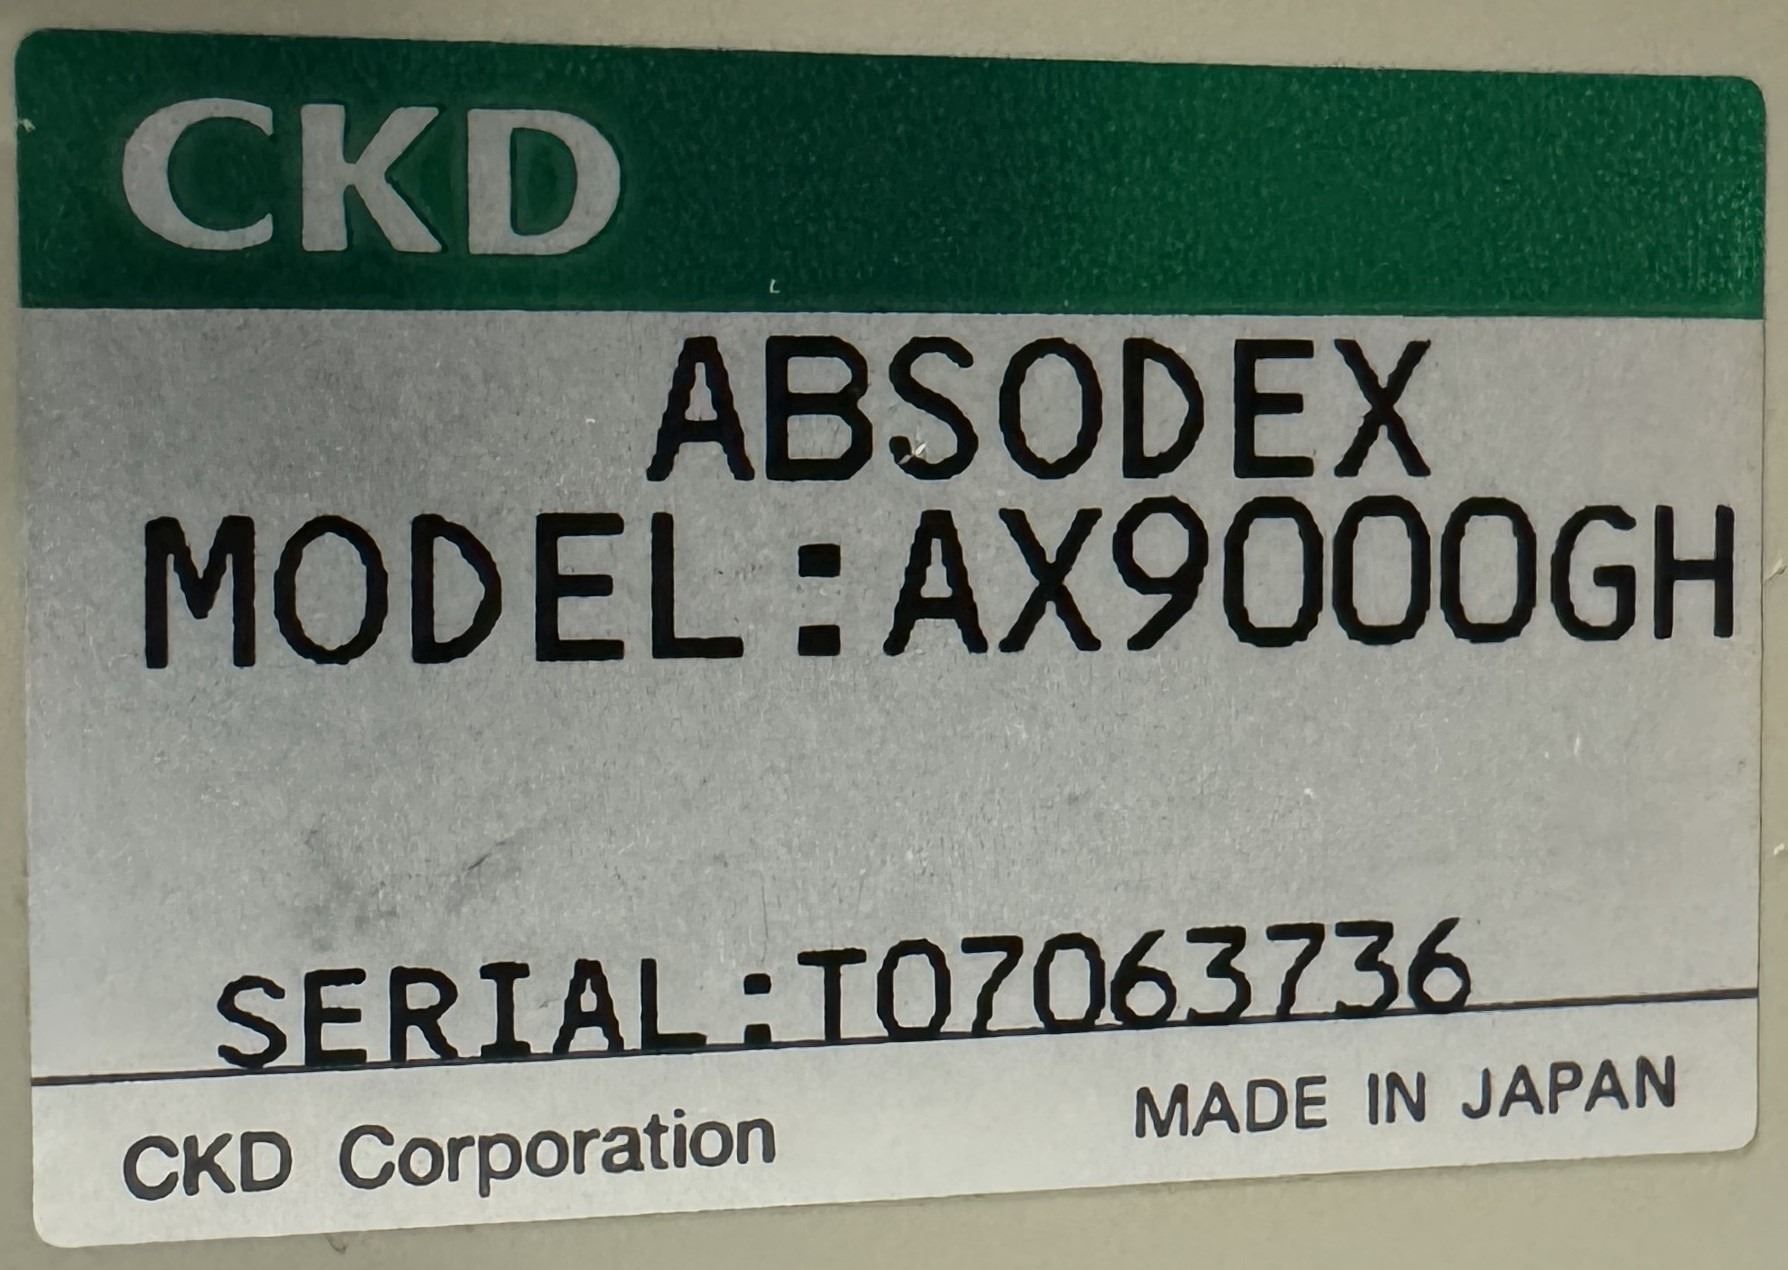 CKD
ABSODEX
MODEL:AX9000GH
SERIAL:T07063736
CKD Corporation MADE IN JAPAN